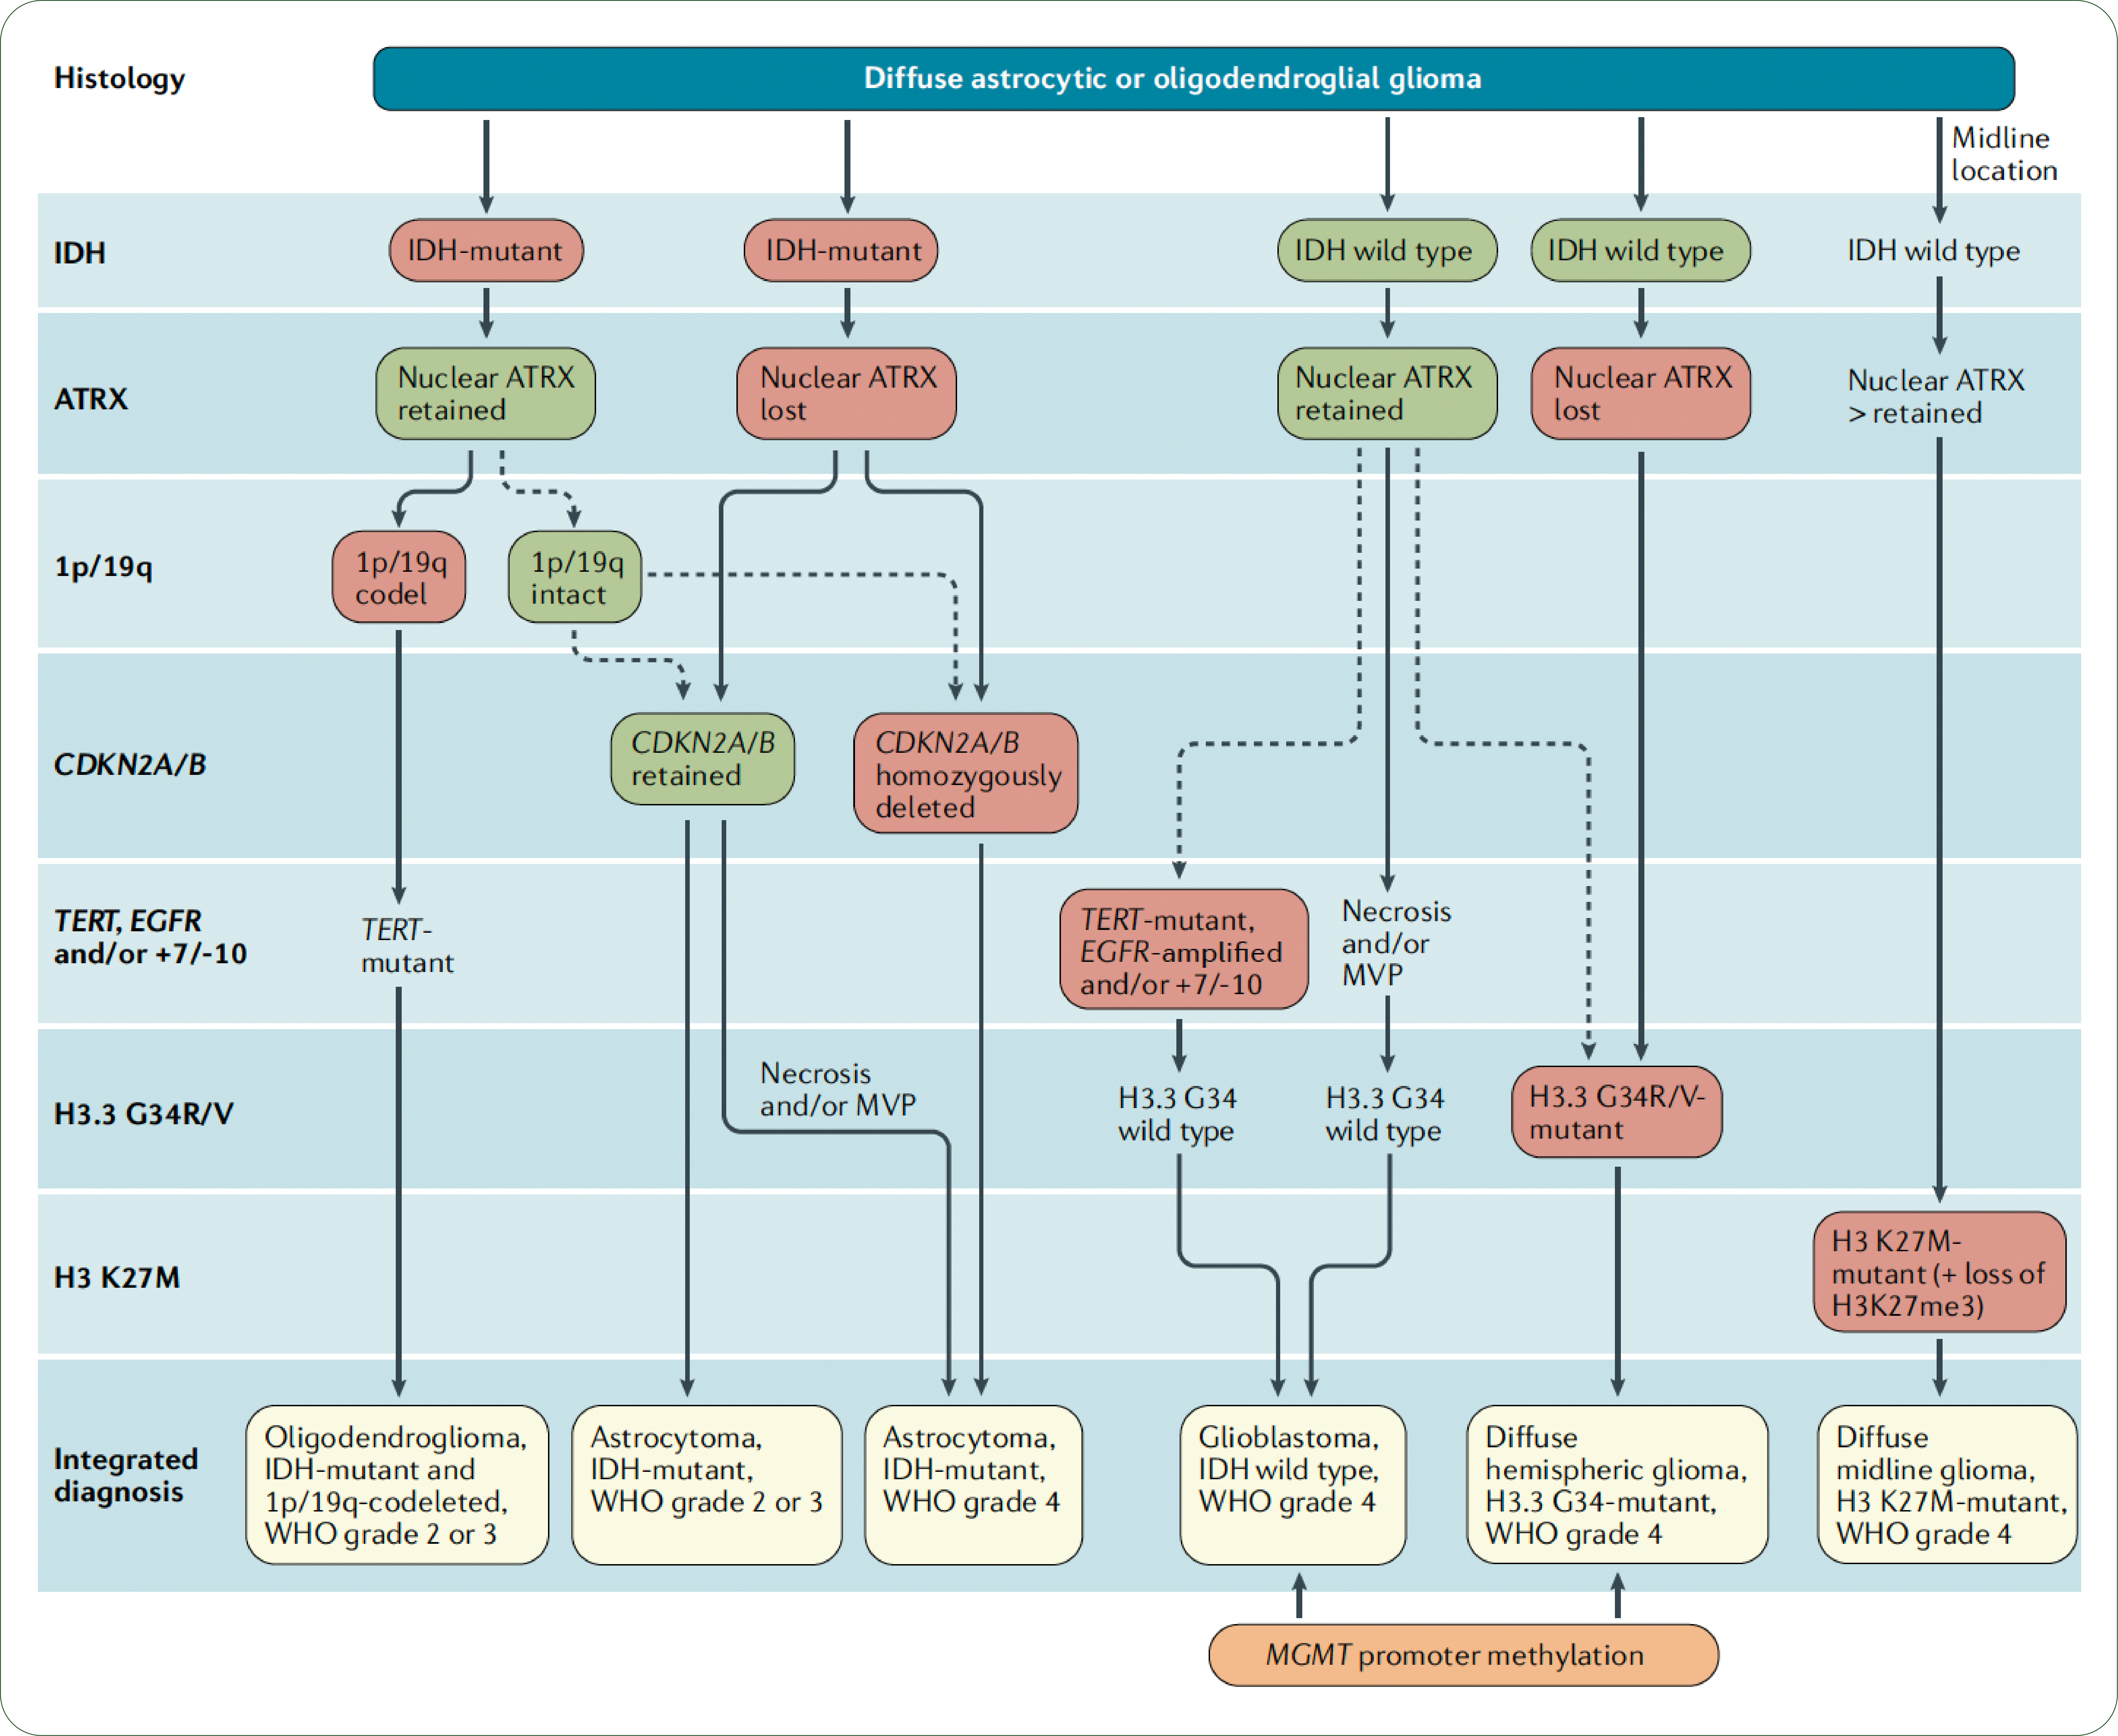 Histology
Diffuse astrocytic or oligodendroglial glioma
Midline
location
IDH
IDH-mutant
IDH-mutant
IDH wild type
IDH wild type
IDH wild type
ATRX
Nuclear ATRX
retained
Nuclear ATRX
lost
Nuclear ATRX
retained
Nuclear ATRX
lost
Nuclear ATRX
> retained
1p/19q
1p/19q
codel
1p/19q
intact
CDKN2A/B
CDKN2A/B
retained
CDKN2A/B
homozygously
deleted
TERT, EGFR
and/or +7/-10
TERT-
mutant
TERT-mutant,
EGFR-amplified
and/or +7/-10
Necrosis
and/or
MVP
H3.3 G34R/V
Necrosis
and/or MVP
H3.3 G34
wild type
H3.3 G34
wild type
H3.3 G34R/V-
mutant
H3 K27M
H3 K27M-
mutant (+ loss of
H3K27me3)
Integrated
diagnosis
Oligodendroglioma,
IDH-mutant and
1p/19q-codeleted,
WHO grade 2 or 3
Astrocytoma,
IDH-mutant,
WHO grade 2 or 3
Astrocytoma,
IDH-mutant,
WHO grade 4
Glioblastoma,
IDH wild type,
WHO grade 4
Diffuse
hemispheric glioma,
H3.3 G34-mutant,
WHO grade 4
Diffuse
midline glioma,
H3 K27M-mutant,
WHO grade 4
MGMT promoter methylation